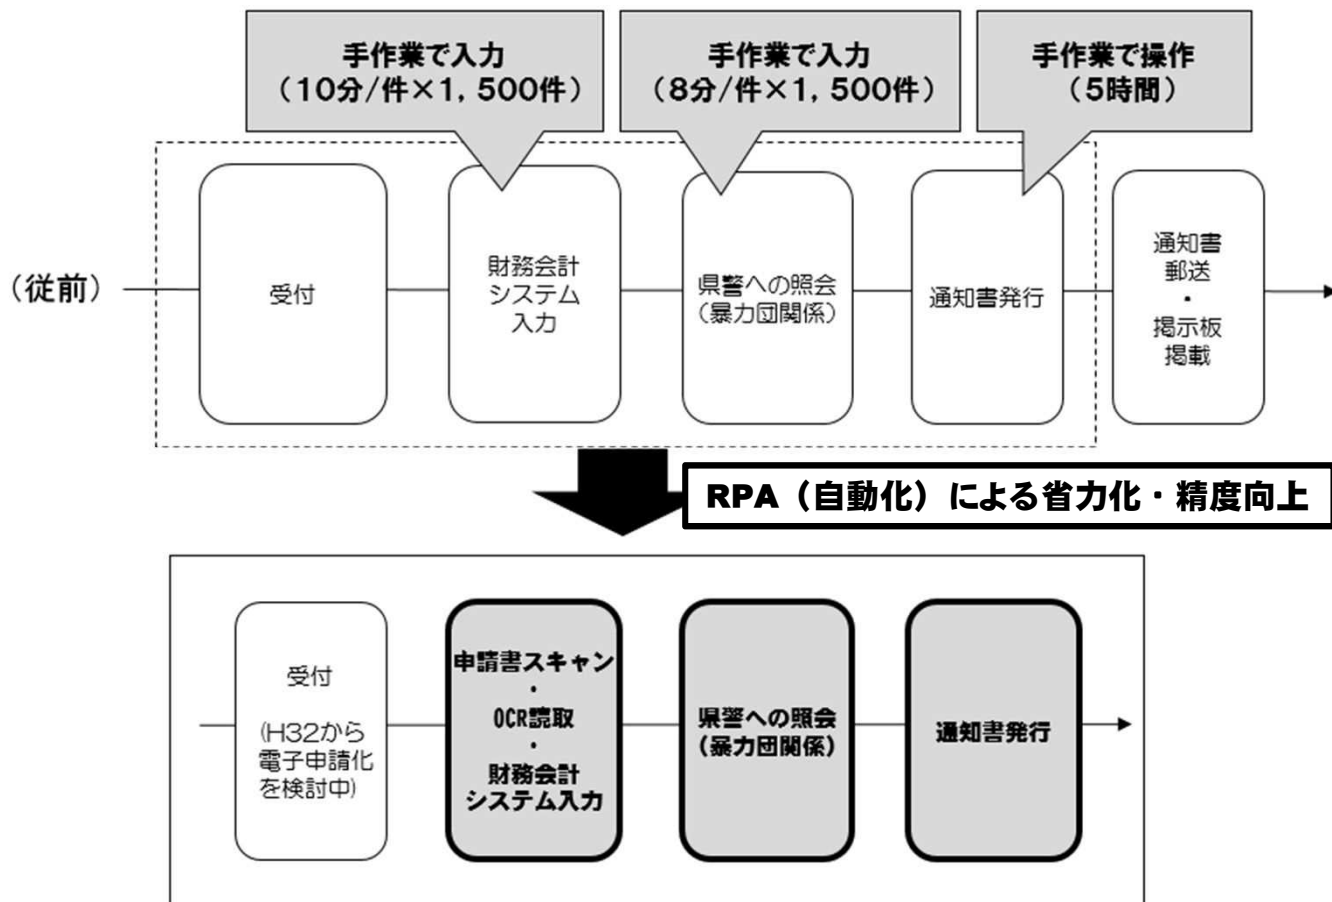 手作業で入力
（10分/件×1，500件）
手作業で入力
（8分/件×1，500件）
手作業で操作
（5時間）
（従前）
受付
財務会計
システム
入力
県警への照会
（暴力団関係）
通知書発行
通知書
郵送
・
掲示板
掲載
RPA（自動化）による省力化・精度向上
受付
（H32から
電子申請化
を検討中）
申請書スキャン
・
OCR読取
・
財務会計
システム入力
県警への照会
（暴力団関係）
通知書発行